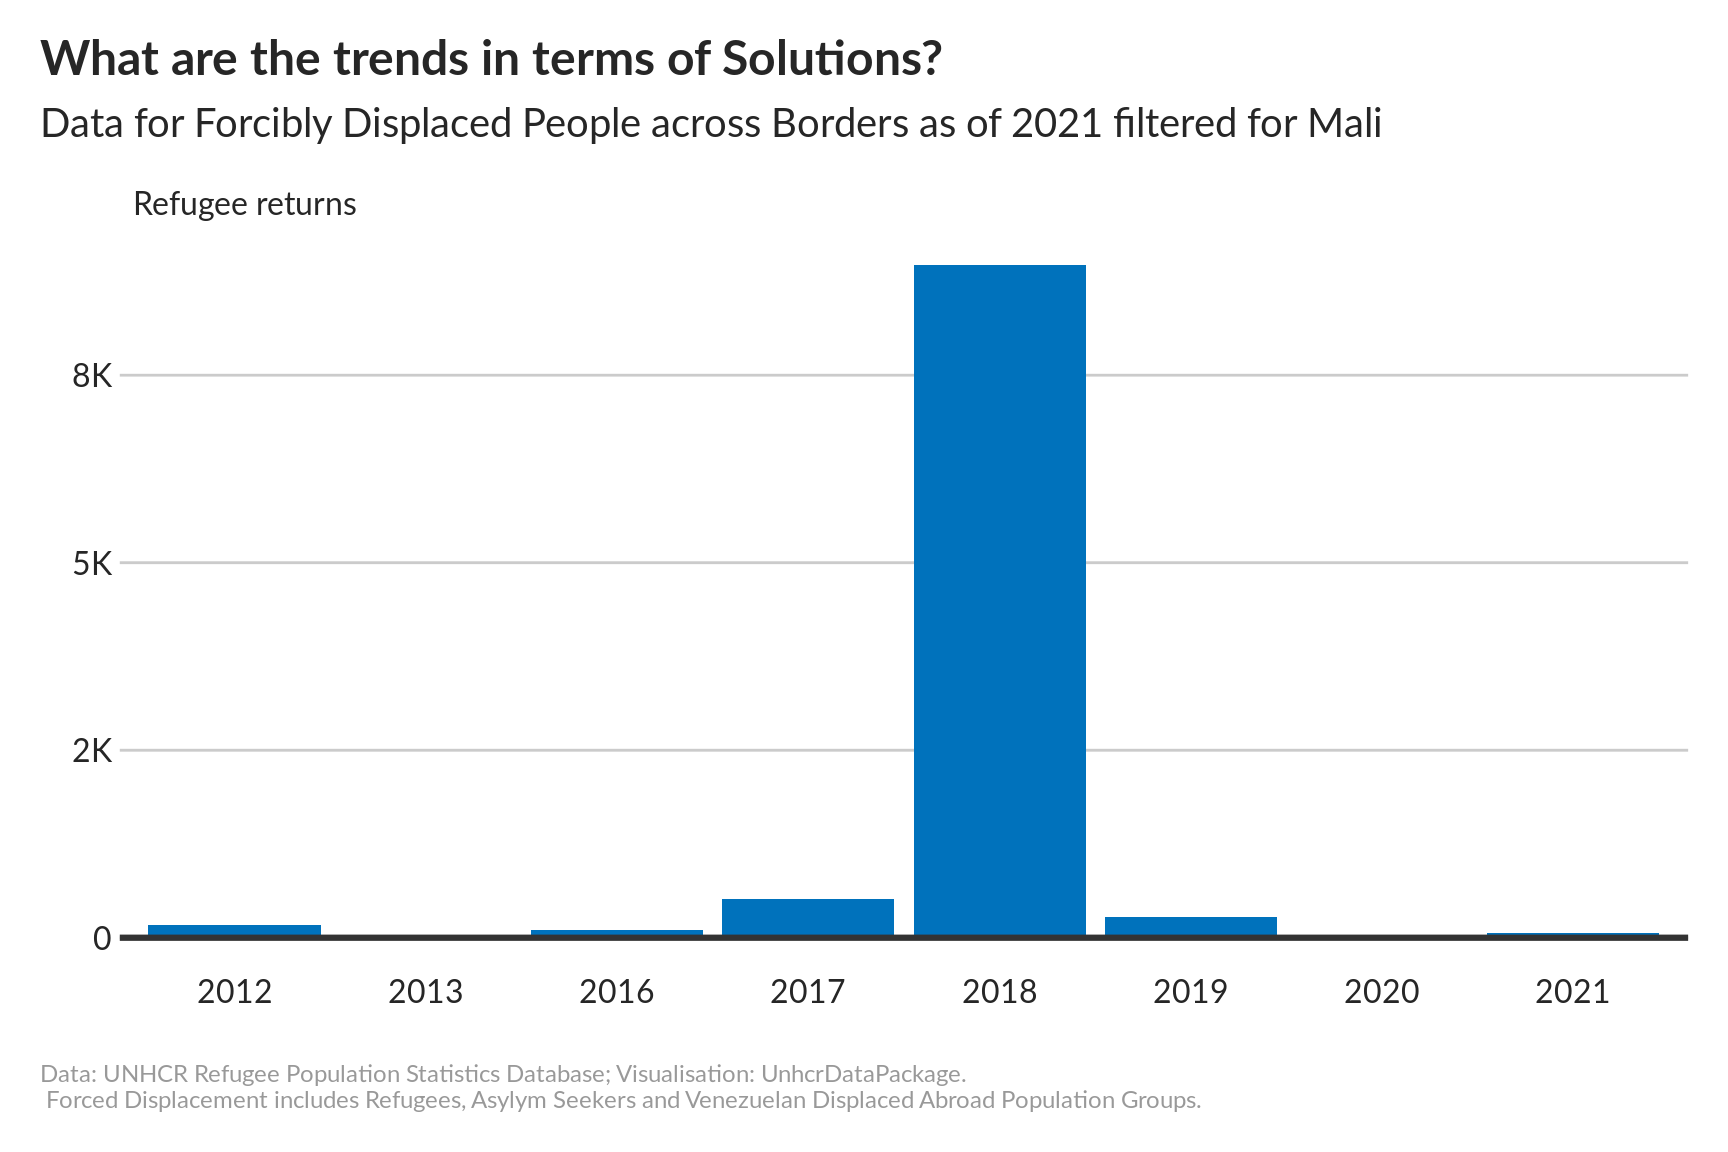 What are the trends in terms of Solutions?
Data for Forcibly Displaced People across Borders as of 2021 filtered for Mali
Refugee returns
8K
5K
2K
0
2012 2013 2016 2017 2018 2019 2020 2021
Data: UNHCR Refugee Population Statistics Database; Visualisation: UnhcrDataPackage.
Forced Displacement includes Refugees, Asylym Seekers and Venezuelan Displaced Abroad Population Groups.